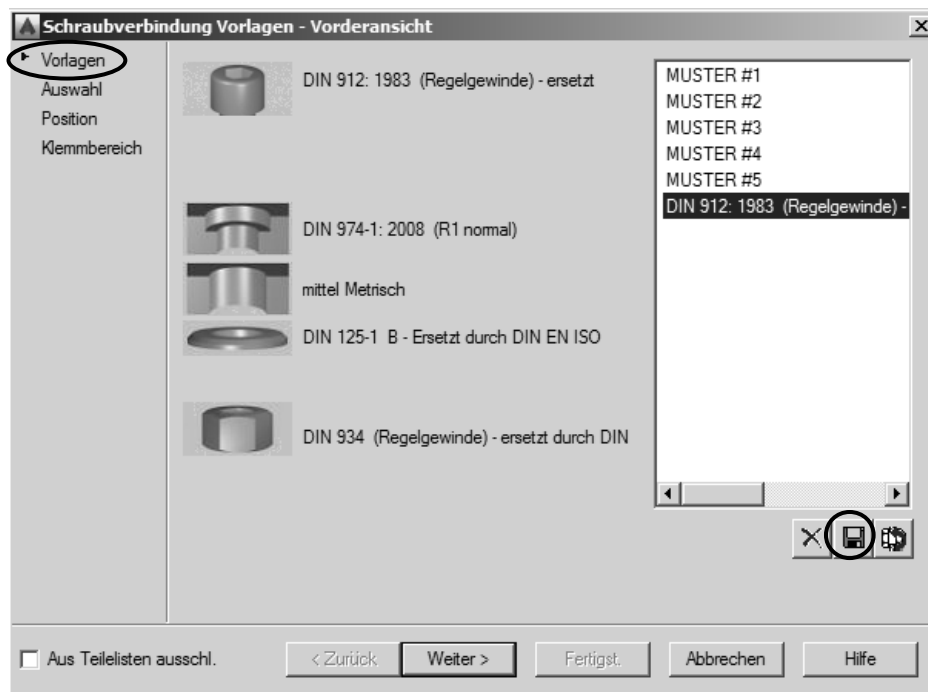 Schraubverbindung Vorlagen - Vorderansicht
Vorlagen
Auswahl
Position
Klemmbereich
DIN 912: 1983 (Regelgewinde) - ersetzt
DIN 974-1: 2008 (R1 normal)
mittel Metrisch
DIN 125-1 B - Ersetzt durch DIN EN ISO
DIN 934 (Regelgewinde) - ersetzt durch DIN
MUSTER #1
MUSTER #2
MUSTER #3
MUSTER #4
MUSTER #5
DIN 912: 1983 (Regelgewinde) -
Aus Teilelisten ausschl.
< Zurück
Weiter >
Fertigst.
Abbrechen
Hilfe